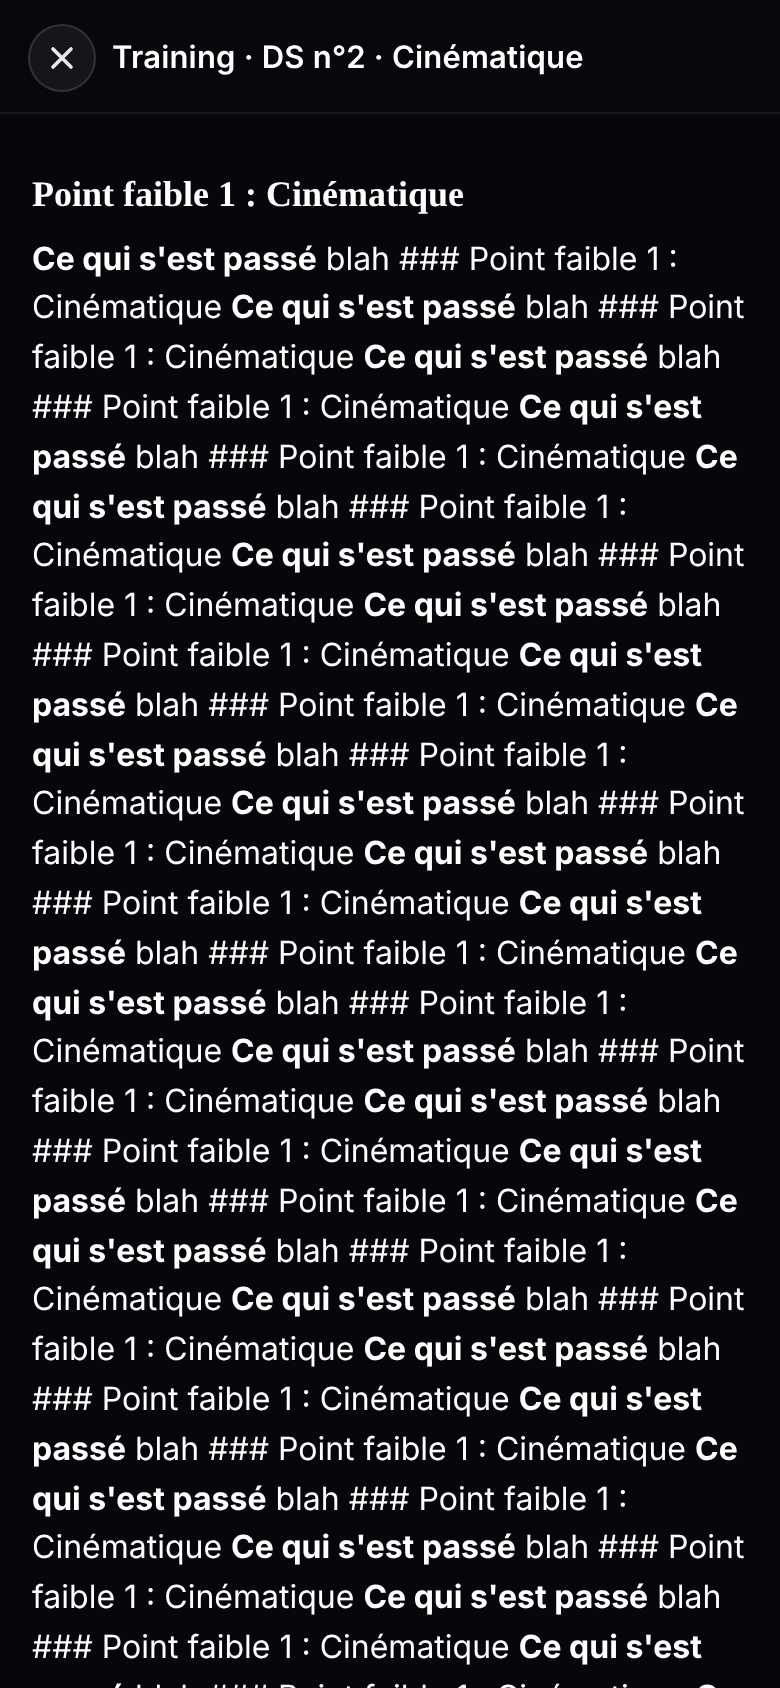 Training · DS n°2 · Cinématique
Point faible 1 : Cinématique
Ce qui s'est passé blah ### Point faible 1 :
Cinématique Ce qui s'est passé blah ### Point
faible 1 : Cinématique Ce qui s'est passé blah
### Point faible 1 : Cinématique Ce qui s'est
passé blah ### Point faible 1 : Cinématique Ce
qui s'est passé blah ### Point faible 1 :
Cinématique Ce qui s'est passé blah ### Point
faible 1 : Cinématique Ce qui s'est passé blah
### Point faible 1 : Cinématique Ce qui s'est
passé blah ### Point faible 1 : Cinématique Ce
qui s'est passé blah ### Point faible 1 :
Cinématique Ce qui s'est passé blah ### Point
faible 1 : Cinématique Ce qui s'est passé blah
### Point faible 1 : Cinématique Ce qui s'est
passé blah ### Point faible 1 : Cinématique Ce
qui s'est passé blah ### Point faible 1 :
Cinématique Ce qui s'est passé blah ### Point
faible 1 : Cinématique Ce qui s'est passé blah
### Point faible 1 : Cinématique Ce qui s'est
passé blah ### Point faible 1 : Cinématique Ce
qui s'est passé blah ### Point faible 1 :
Cinématique Ce qui s'est passé blah ### Point
faible 1 : Cinématique Ce qui s'est passé blah
### Point faible 1 : Cinématique Ce qui s'est
passé blah ### Point faible 1 : Cinématique Ce
qui s'est passé blah ### Point faible 1 :
Cinématique Ce qui s'est passé blah ### Point
faible 1 : Cinématique Ce qui s'est passé blah
### Point faible 1 : Cinématique Ce qui s'est